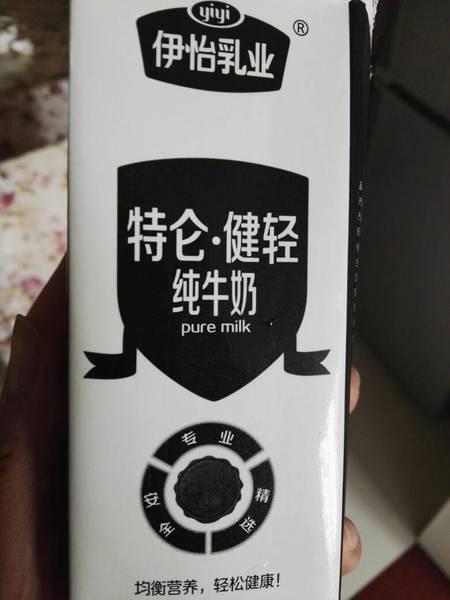 yiyi
伊怡乳业
®
特仑·健轻
纯牛奶
pure milk
专业
安全
精选
均衡营养，轻松健康！